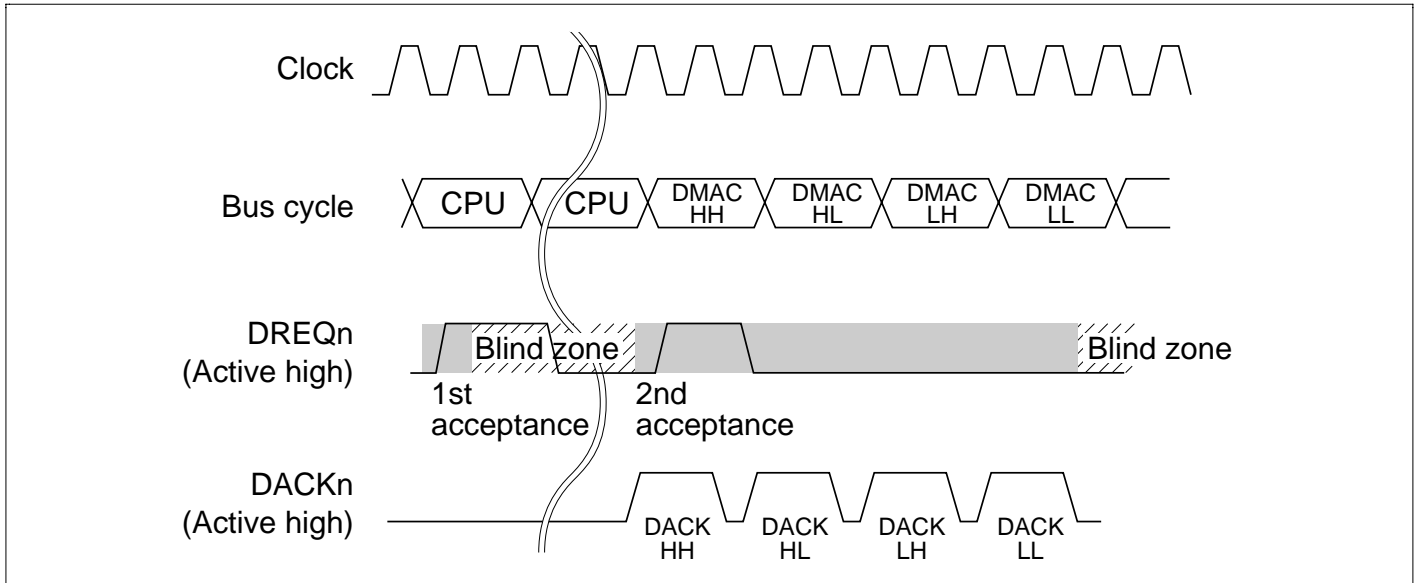 Clock
Bus cycle
CPU
CPU
DMAC
HH
DMAC
HL
DMAC
LH
DMAC
LL
DREQn
(Active high)
Blind zone
Blind zone
1st
acceptance
2nd
acceptance
DACKn
(Active high)
DACK
HH
DACK
HL
DACK
LH
DACK
LL